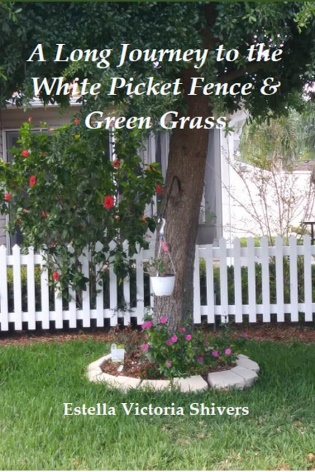 A Long Journey to the
White Picket Fence &
Green Grass
Estella Victoria Shivers